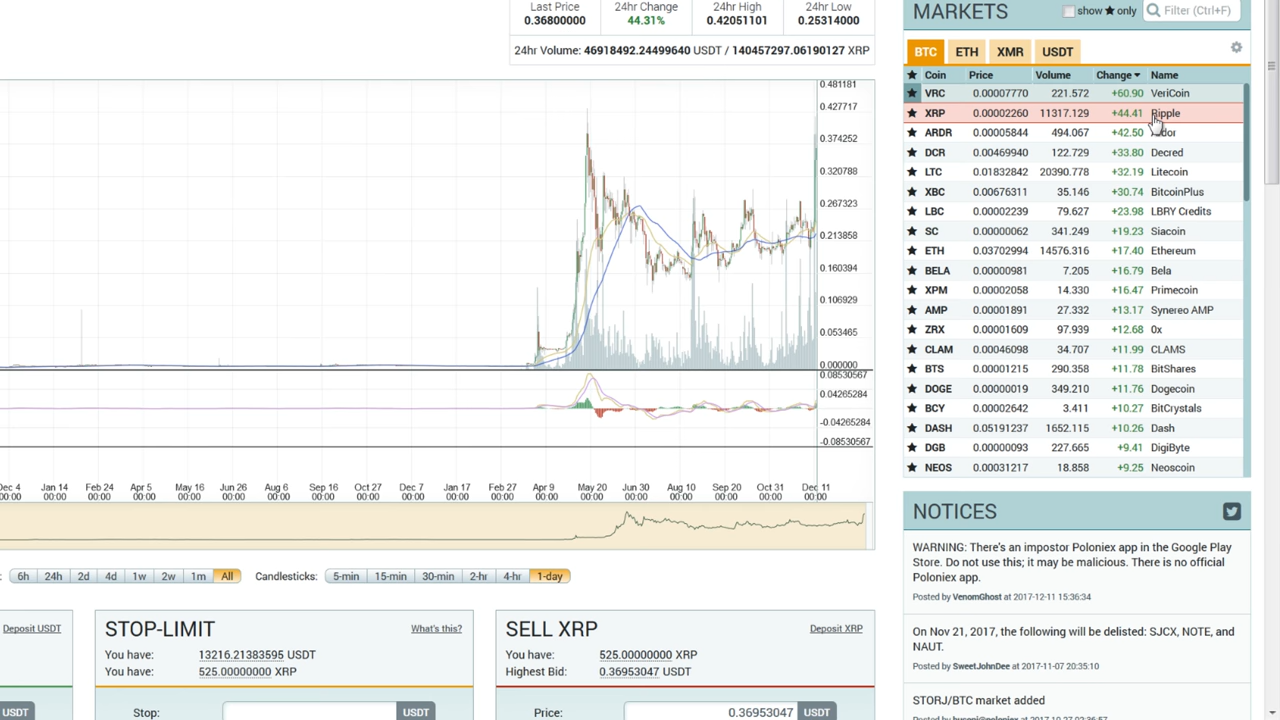 Last Price 24hr Change 24hr High 24hr Low
0.36800000 44.31% 0.42051101 0.25314000
24hr Volume: 46918492.24499640 USDT / 140457297.06190127 XRP
0.481181
0.427717
0.374252
0.320788
0.267323
0.213858
0.160394
0.106929
0.053465
0.000000
0.08530567
0.04265284
-0.04265284
-0.08530567
Dec 4 Jan 14 Feb 24 Apr 5 May 16 Jun 26 Aug 6 Sep 16 Oct 27 Dec 7 Jan 17 Feb 27 Apr 9 May 20 Jun 30 Aug 10 Sep 20 Oct 31 Dec 11
00:00 00:00 00:00 00:00 00:00 00:00 00:00 00:00 00:00 00:00 00:00 00:00 00:00 00:00 00:00 00:00 00:00 00:00 00:00
6h 24h 2d 4d 1w 2w 1m All Candlesticks: 5-min 15-min 30-min 2-hr 4-hr 1-day
Deposit USDT
USDT
STOP-LIMIT What's this?
You have: 13216.21383595 USDT
You have: 525.00000000 XRP
Stop: USDT
SELL XRP Deposit XRP
You have: 525.00000000 XRP
Highest Bid: 0.36953047 USDT
Price: 0.36953047 USDT
MARKETS show ★ only Filter (Ctrl+F)
BTC ETH XMR USDT
★ Coin Price Volume Change Name
★ VRC 0.00007770 221.572 +60.90 VeriCoin
★ XRP 0.00002260 11317.129 +44.41 Ripple
★ ARDR 0.00005844 494.067 +42.50
★ DCR 0.00469940 122.729 +33.80 Decred
★ LTC 0.01832842 20390.778 +32.19 Litecoin
★ XBC 0.00676311 35.146 +30.74 BitcoinPlus
★ LBC 0.00002239 79.627 +23.98 LBRY Credits
★ SC 0.00000062 341.249 +19.23 Siacoin
★ ETH 0.03702994 14576.316 +17.40 Ethereum
★ BELA 0.00000981 7.205 +16.79 Bela
★ XPM 0.00002058 14.330 +16.47 Primecoin
★ AMP 0.00001891 27.332 +13.17 Synereo AMP
★ ZRX 0.00001609 97.939 +12.68 0x
★ CLAM 0.00046098 34.707 +11.99 CLAMS
★ BTS 0.00001215 290.358 +11.78 BitShares
★ DOGE 0.00000019 349.210 +11.76 Dogecoin
★ BCY 0.00002642 3.411 +10.27 BitCrystals
★ DASH 0.05191237 1652.115 +10.26 Dash
★ DGB 0.00000093 227.665 +9.41 DigiByte
★ NEOS 0.00031217 18.858 +9.25 Neoscoin
NOTICES
WARNING: There's an impostor Poloniex app in the Google Play
Store. Do not use this; it may be malicious. There is no official
Poloniex app.
Posted by VenomGhost at 2017-12-11 15:36:34
On Nov 21, 2017, the following will be delisted: SJCX, NOTE, and
NAUT.
Posted by SweetJohnDee at 2017-11-07 20:35:10
STORJ/BTC market added